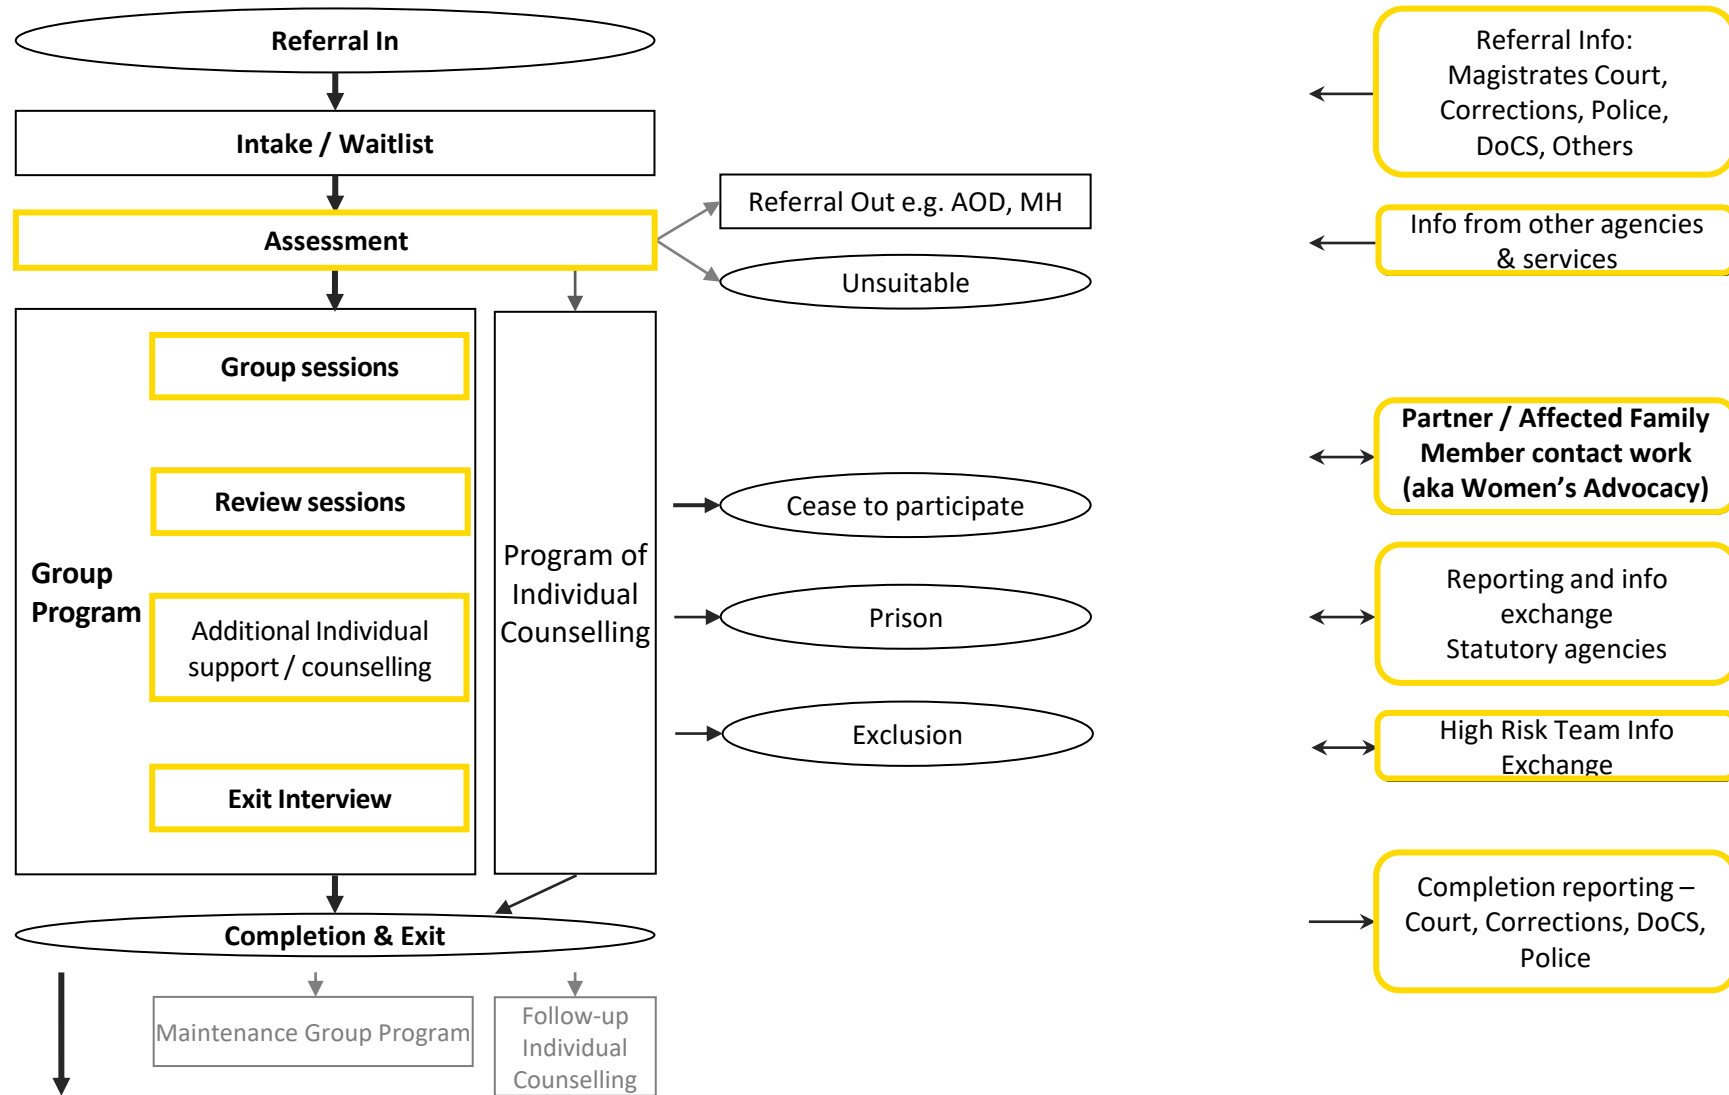 Referral In
Intake / Waitlist
Assessment
Referral Out e.g. AOD, MH
Unsuitable
Group
Program
Group sessions
Review sessions
Additional Individual
support / counselling
Exit Interview
Program of
Individual
Counselling
Cease to participate
Prison
Exclusion
Completion & Exit
Maintenance Group Program
Follow-up
Individual
Counselling
Referral Info:
Magistrates Court,
Corrections, Police,
DoCS, Others
Info from other agencies
& services
Partner / Affected Family
Member contact work
(aka Women’s Advocacy)
Reporting and info
exchange
Statutory agencies
High Risk Team Info
Exchange
Completion reporting –
Court, Corrections, DoCS,
Police